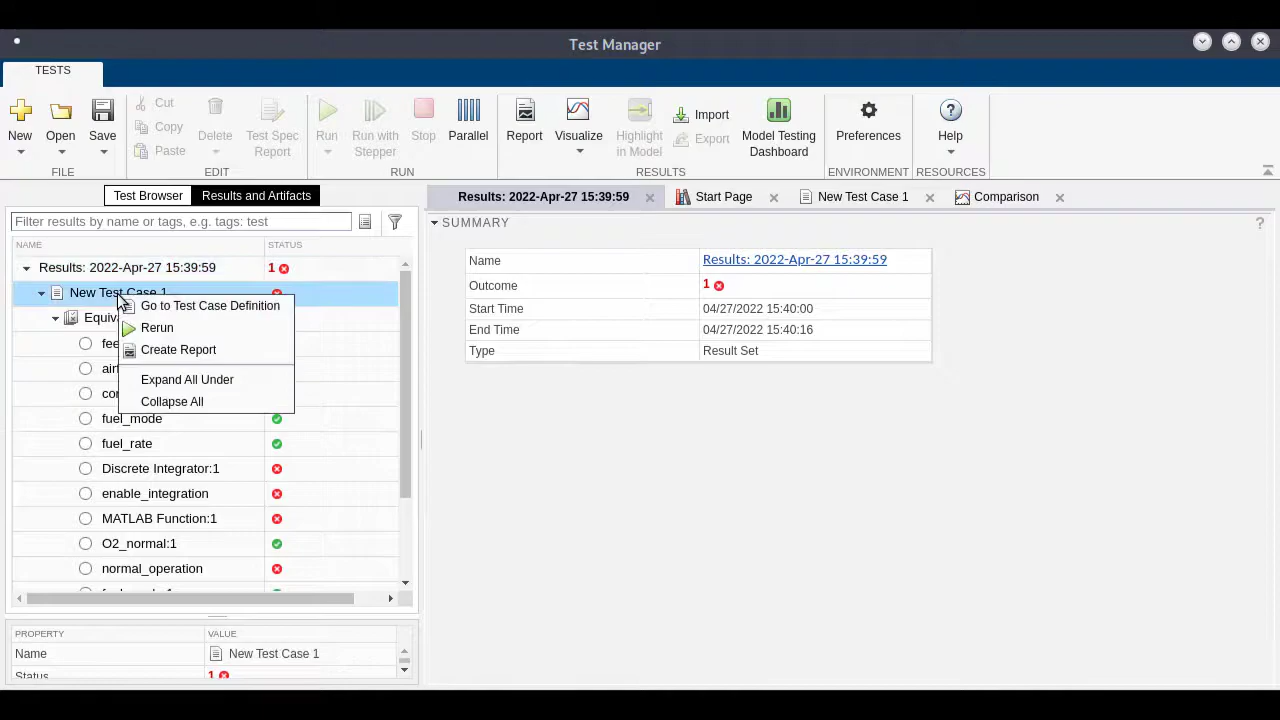 Test Manager
TESTS
New
Open
Save
Cut
Copy
Paste
Delete
Test Spec
Report
Run
Run with
Stepper
Stop
Parallel
Report
Visualize
Highlight
in Model
Import
Export
Model Testing
Dashboard
Preferences
Help
FILE
EDIT
RUN
RESULTS
ENVIRONMENT
RESOURCES
Test Browser
Results and Artifacts
Results: 2022-Apr-27 15:39:59
Start Page
New Test Case 1
Comparison
Filter results by name or tags, e.g. tags: test
NAME
STATUS
Results: 2022-Apr-27 15:39:59
1
New Test Case 1
Go to Test Case Definition
Rerun
Create Report
Expand All Under
Collapse All
fuel_mode
fuel_rate
Discrete Integrator:1
enable_integration
MATLAB Function:1
O2_normal:1
normal_operation
PROPERTY
VALUE
Name
New Test Case 1
Status
1
SUMMARY
?
Name
Results: 2022-Apr-27 15:39:59
Outcome
1
Start Time
04/27/2022 15:40:00
End Time
04/27/2022 15:40:16
Type
Result Set